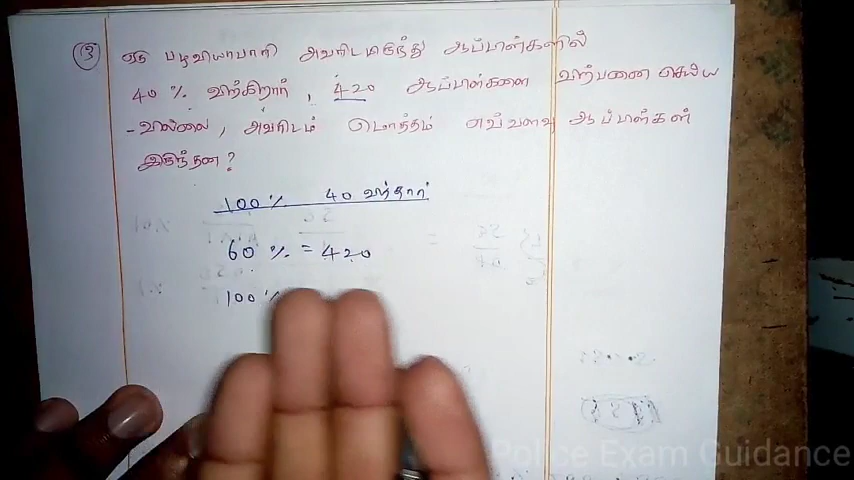 3 ஒரு பழவியாபாரி அவரிடமிருந்து ஆப்பிள்களில்
40 % விற்கிறார் , 420 ஆப்பிள்களை விற்பனை செய்ய
-வில்லை , அவரிடம் மொத்தம் எவ்வளவு ஆப்பிள்கள்
இருந்தன ?
100 % 40 விற்றார்
60 % = 420
100 %
Police Exam Guidance